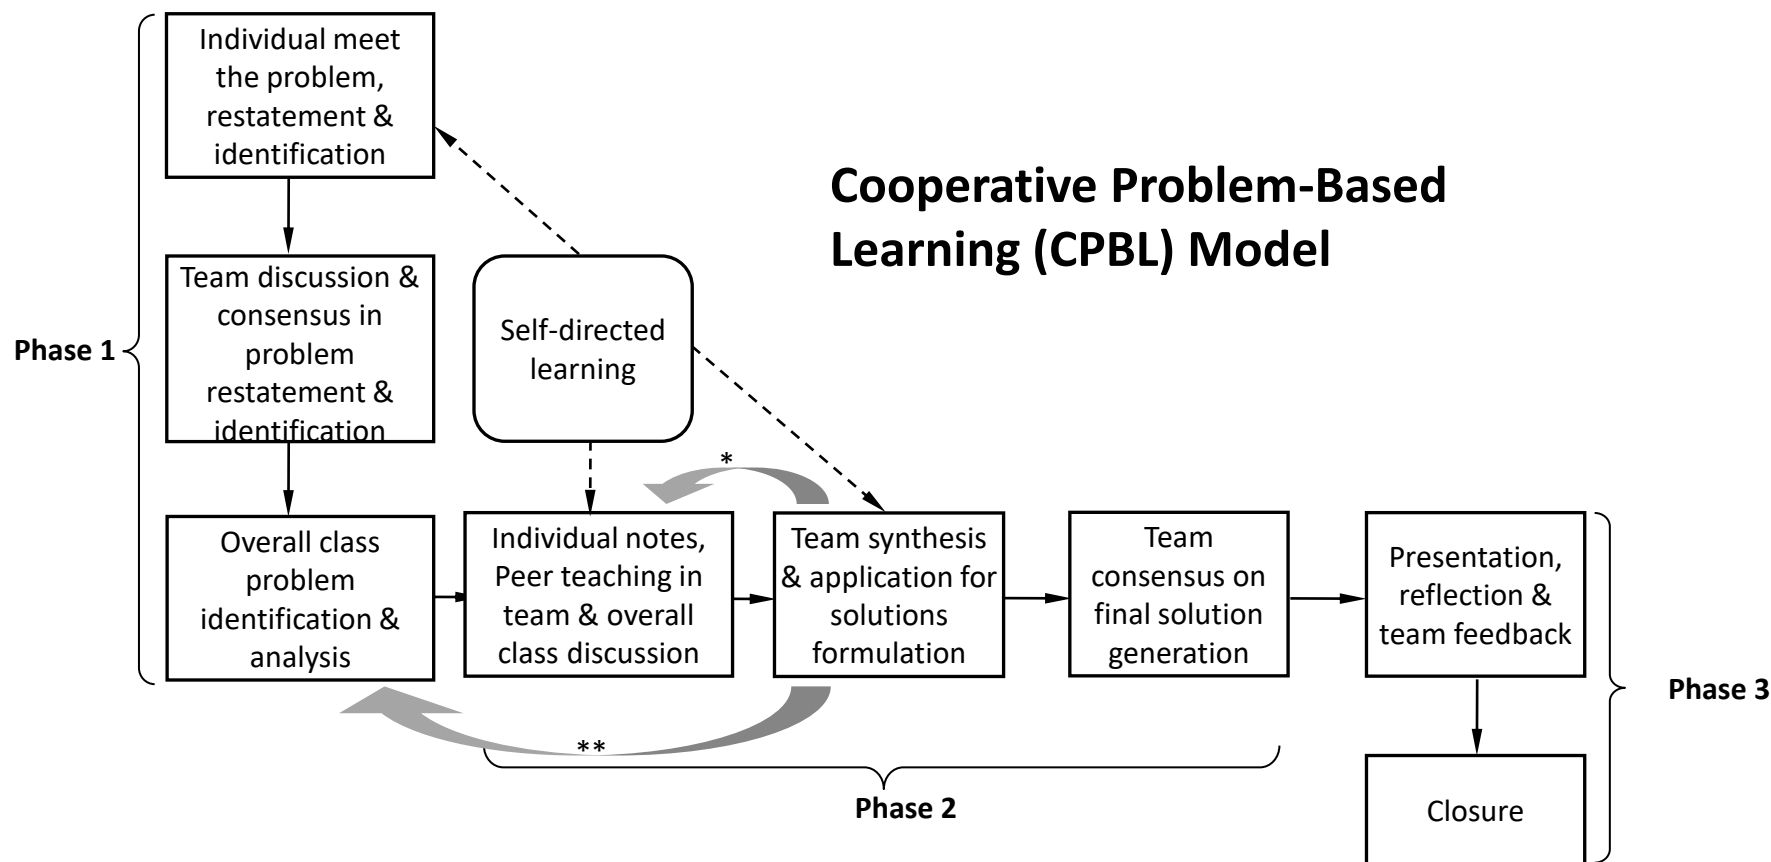 Individual meet
the problem,
restatement &
identification
Cooperative Problem-Based
Learning (CPBL) Model
Team discussion &
consensus in
problem
restatement &
identification
Phase 1
Self-directed
learning
*
Overall class
problem
identification &
analysis
Individual notes,
Peer teaching in
team & overall
class discussion
Team synthesis
& application for
solutions
formulation
Team
consensus on
final solution
generation
Presentation,
reflection &
team feedback
Phase 3
**
Phase 2
Closure